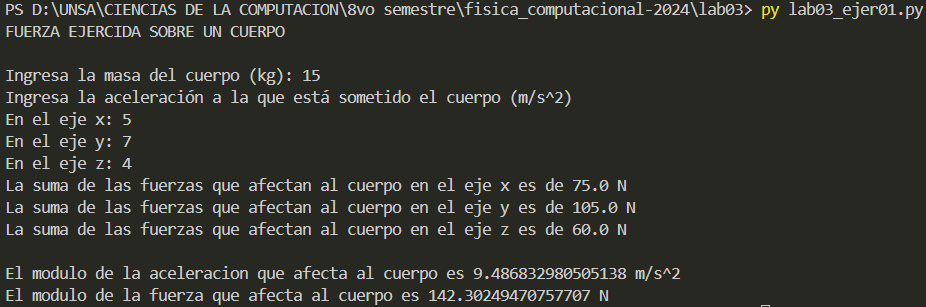 PS D:\UNSA\CIENCIAS DE LA COMPUTACION\8vo semestre\fisica_computacional-2024\lab03> py lab03_ejer01.py
FUERZA EJERCIDA SOBRE UN CUERPO
Ingresa la masa del cuerpo (kg): 15
Ingresa la aceleración a la que está sometido el cuerpo (m/s^2)
En el eje x: 5
En el eje y: 7
En el eje z: 4
La suma de las fuerzas que afectan al cuerpo en el eje x es de 75.0 N
La suma de las fuerzas que afectan al cuerpo en el eje y es de 105.0 N
La suma de las fuerzas que afectan al cuerpo en el eje z es de 60.0 N
El modulo de la aceleracion que afecta al cuerpo es 9.486832980505138 m/s^2
El modulo de la fuerza que afecta al cuerpo es 142.30249470757707 N